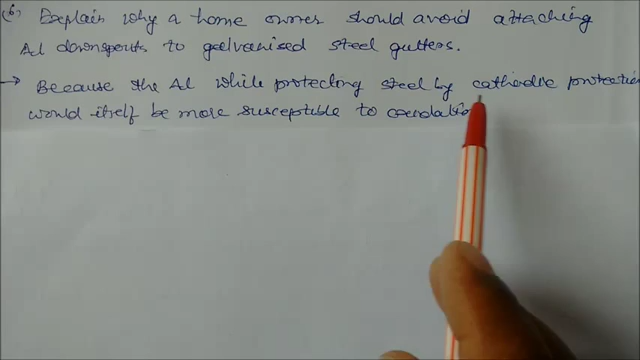 (6) Explain why a home owner should avoid attaching
Al downspouts to galvanised steel gutters.
→ Because the Al while protecting steel by cathodic protection
would itself be more susceptible to